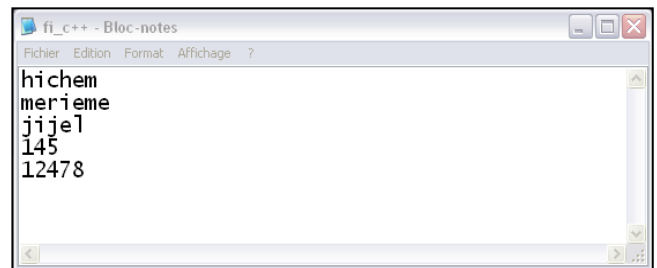 fi_c++ - Bloc-notes
Fichier Edition Format Affichage ?
hichem
merieme
jijel
145
12478